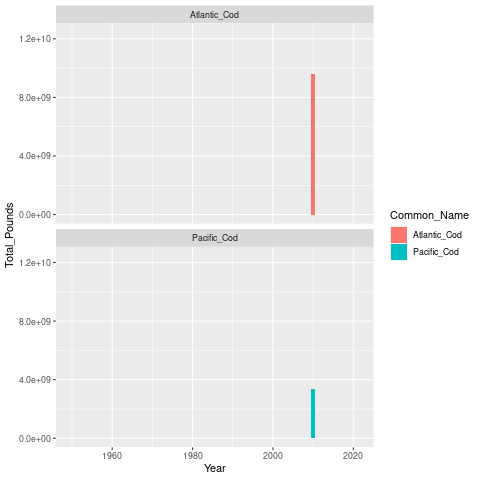 Atlantic_Cod
1.2e+10
8.0e+09
4.0e+09
0.0e+00
Total_Pounds
Pacific_Cod
1.2e+10
8.0e+09
4.0e+09
0.0e+00
1960 1980 2000 2020
Year
Common_Name
Atlantic_Cod
Pacific_Cod